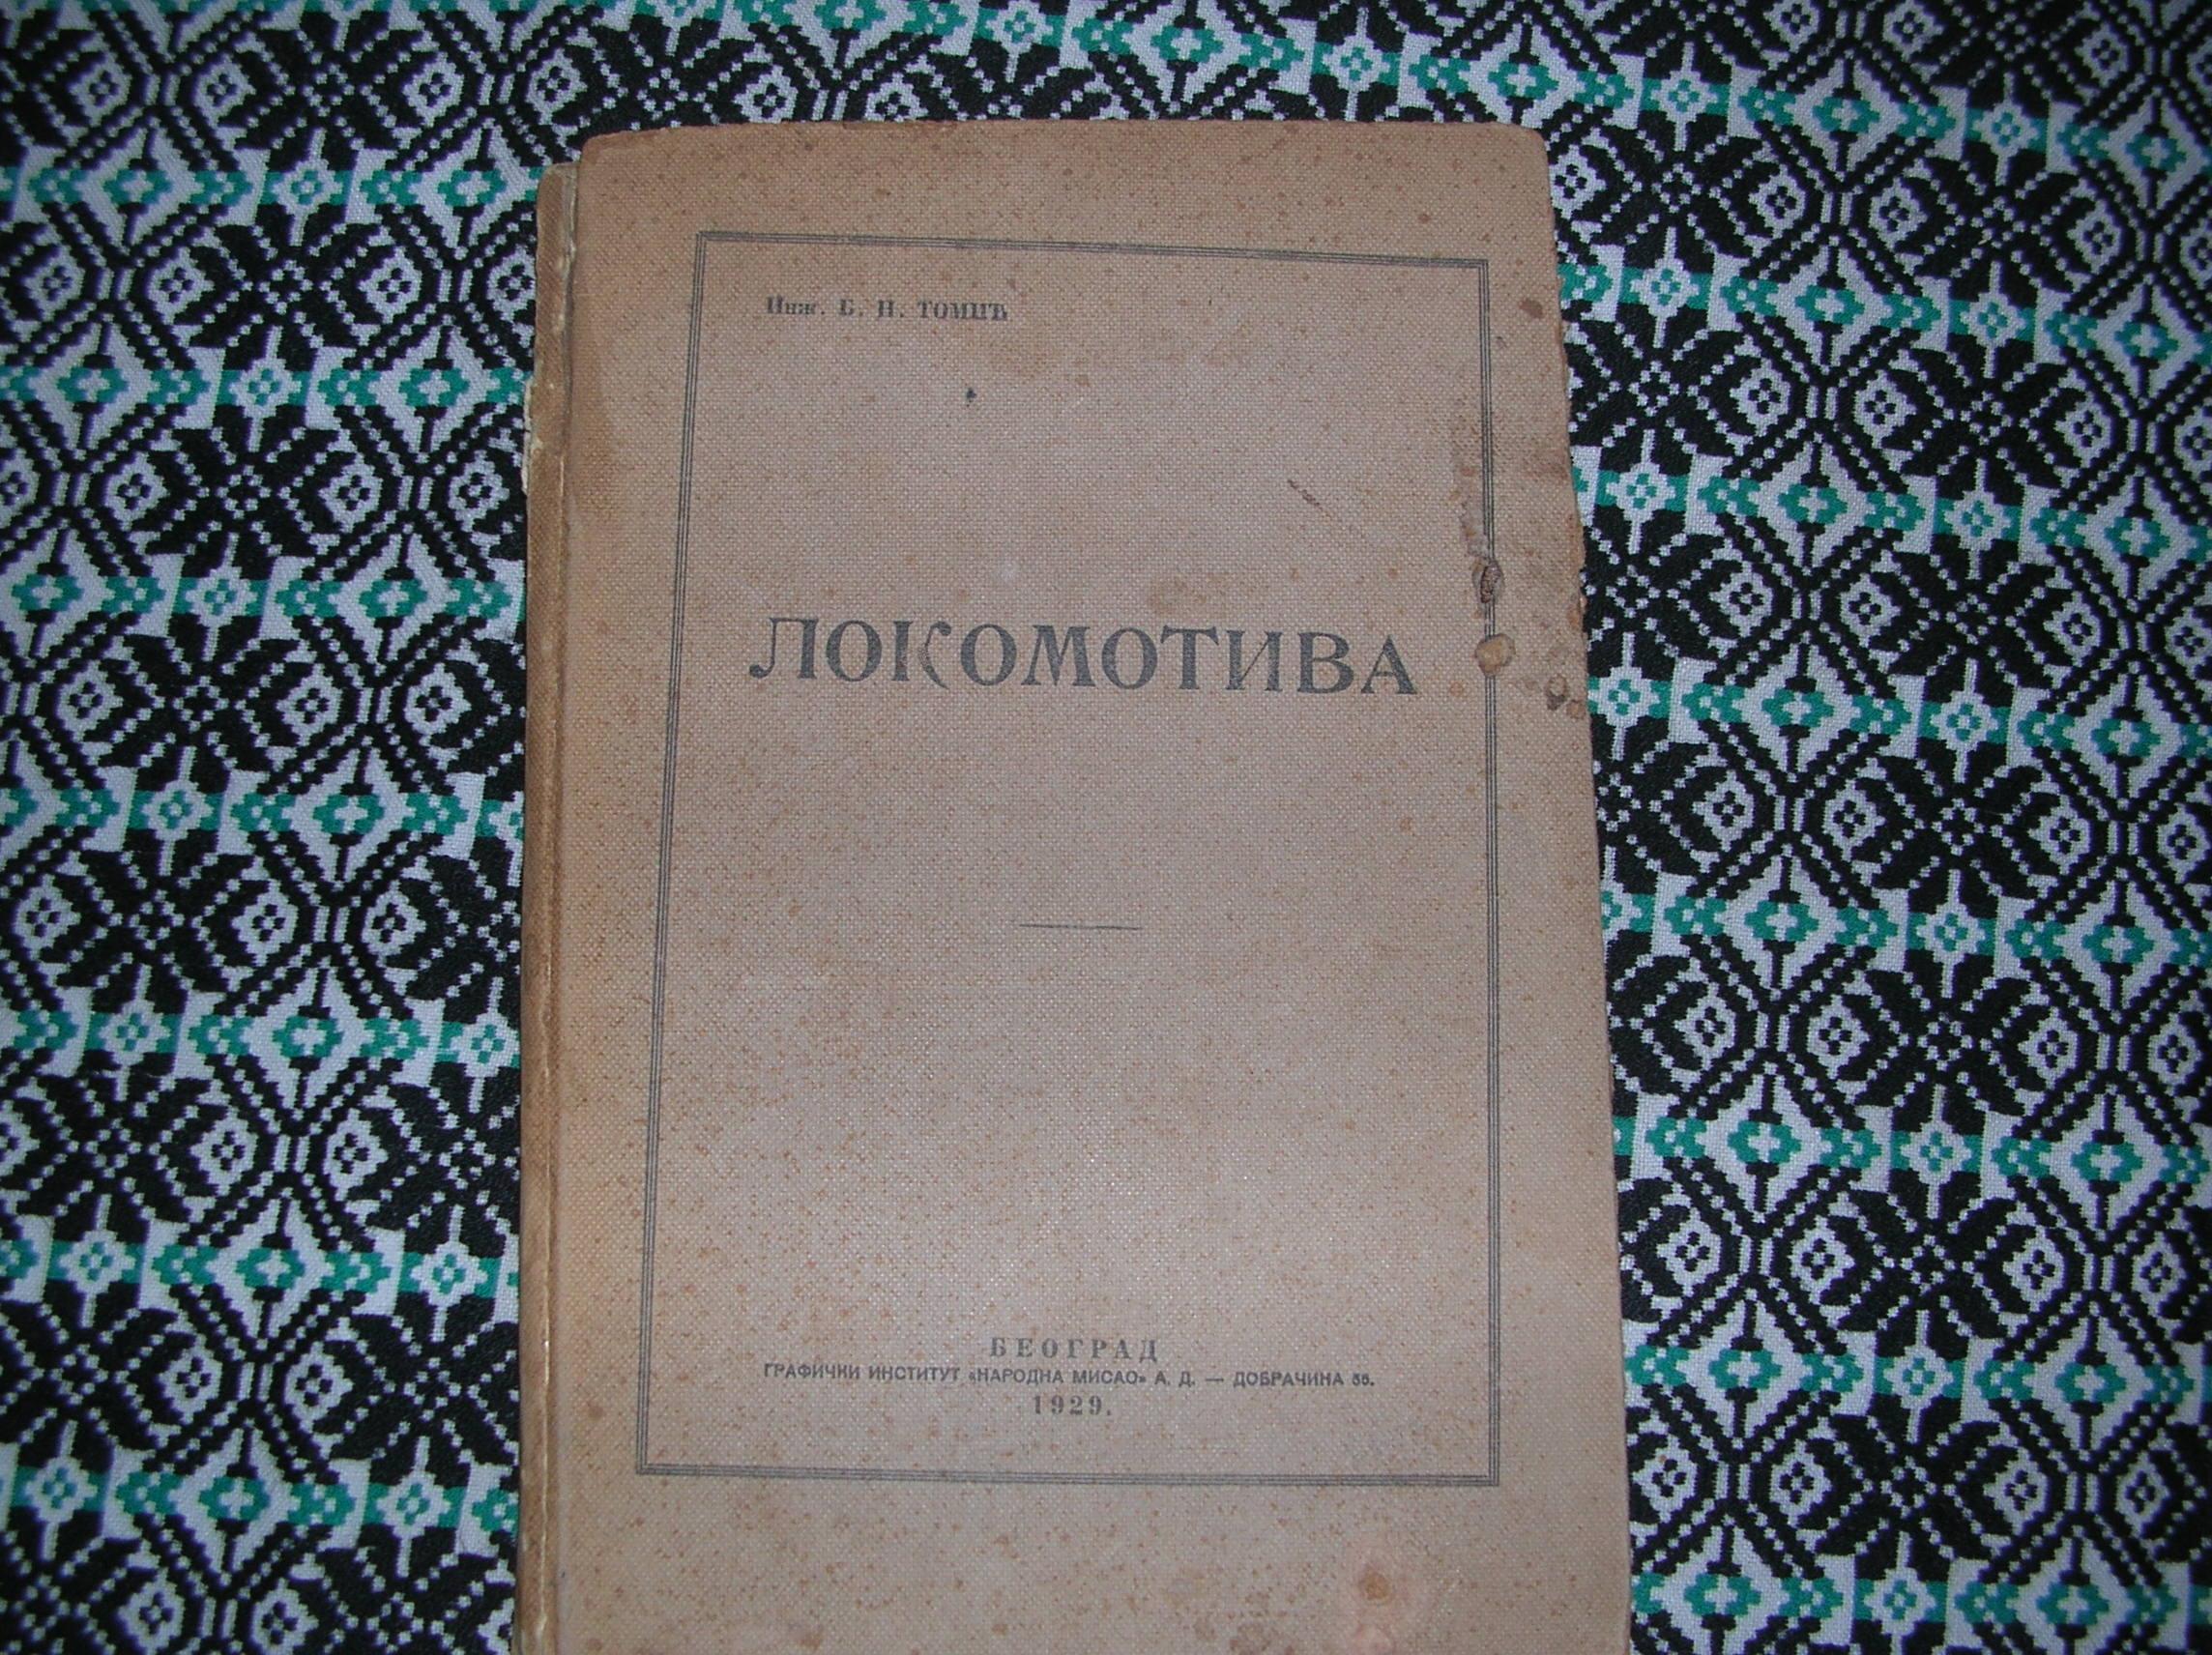 Инж. Б. Н. ТОМИЋ
ЛОКОМОТИВА
БЕОГРАД
ГРАФИЧКИ ИНСТИТУТ «НАРОДНА МИСАО» А. Д. — ДОБРАЧИНА 55.
1929.